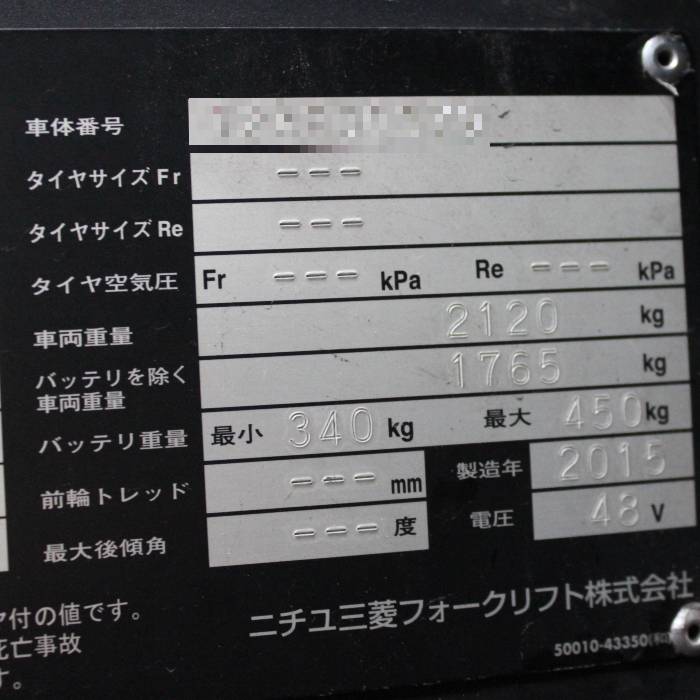 車体番号
タイヤサイズ Fr ---
タイヤサイズ Re ---
タイヤ空気圧 Fr --- kPa Re --- kPa
車両重量 2120 kg
バッテリを除く
車両重量 1765 kg
バッテリ重量 最小 340 kg 最大 450 kg
前輪トレッド --- mm 製造年 2015
最大後傾角 --- 度 電圧 48 V
付の値です。
死亡事故
す。
ニチユ三菱フォークリフト株式会社
50010-43350